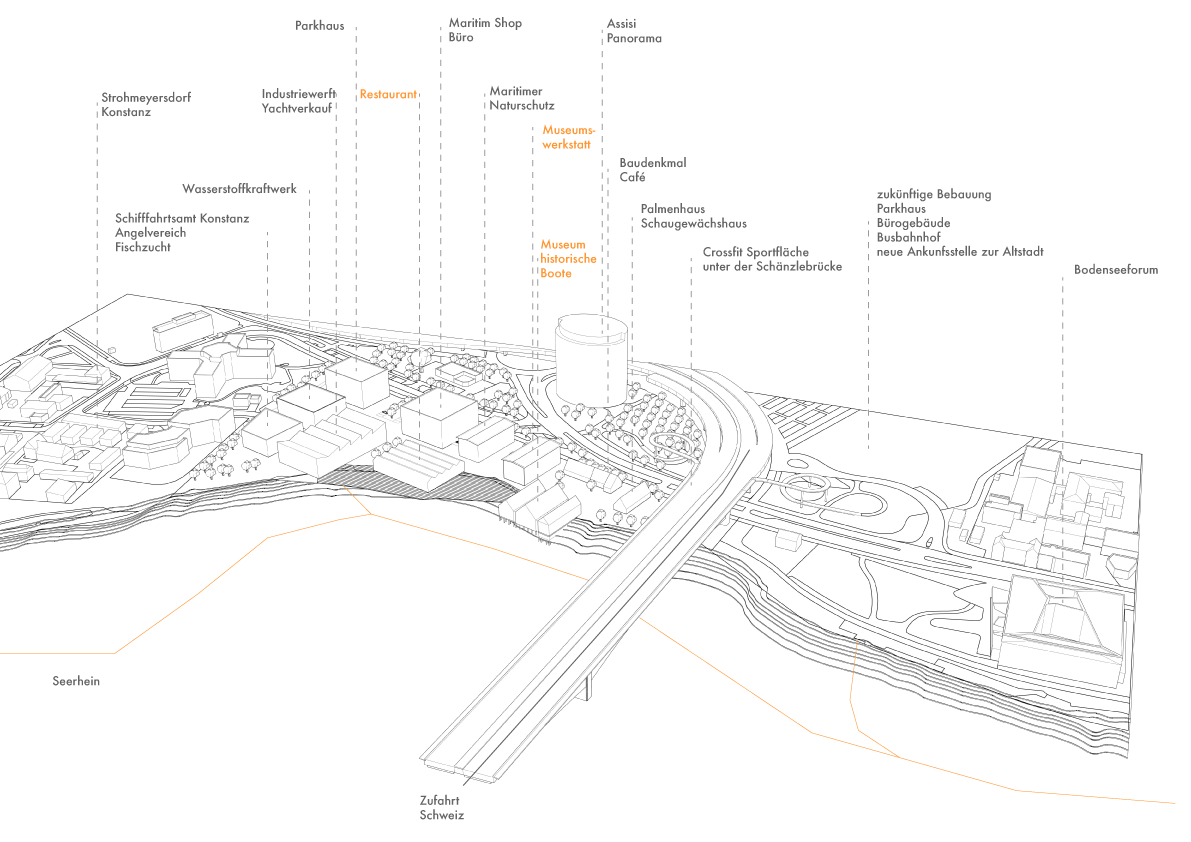 Parkhaus
Maritim Shop
Büro
Assisi
Panorama
Strohmeyersdorf
Konstanz
Industriewerft
Yachtverkauf
Restaurant
Maritimer
Naturschutz
Museums-
werkstatt
Baudenkmal
Café
Wasserstoffkraftwerk
Schifffahrtsamt Konstanz
Angelvereich
Fischzucht
Palmenhaus
Schaugewächshaus
zukünftige Bebauung
Parkhaus
Bürogebäude
Busbahnhof
neue Ankunfsstelle zur Altstadt
Museum
historische
Boote
Crossfit Sportfläche
unter der Schänzlebrücke
Bodenseeforum
Seerhein
Zufahrt
Schweiz